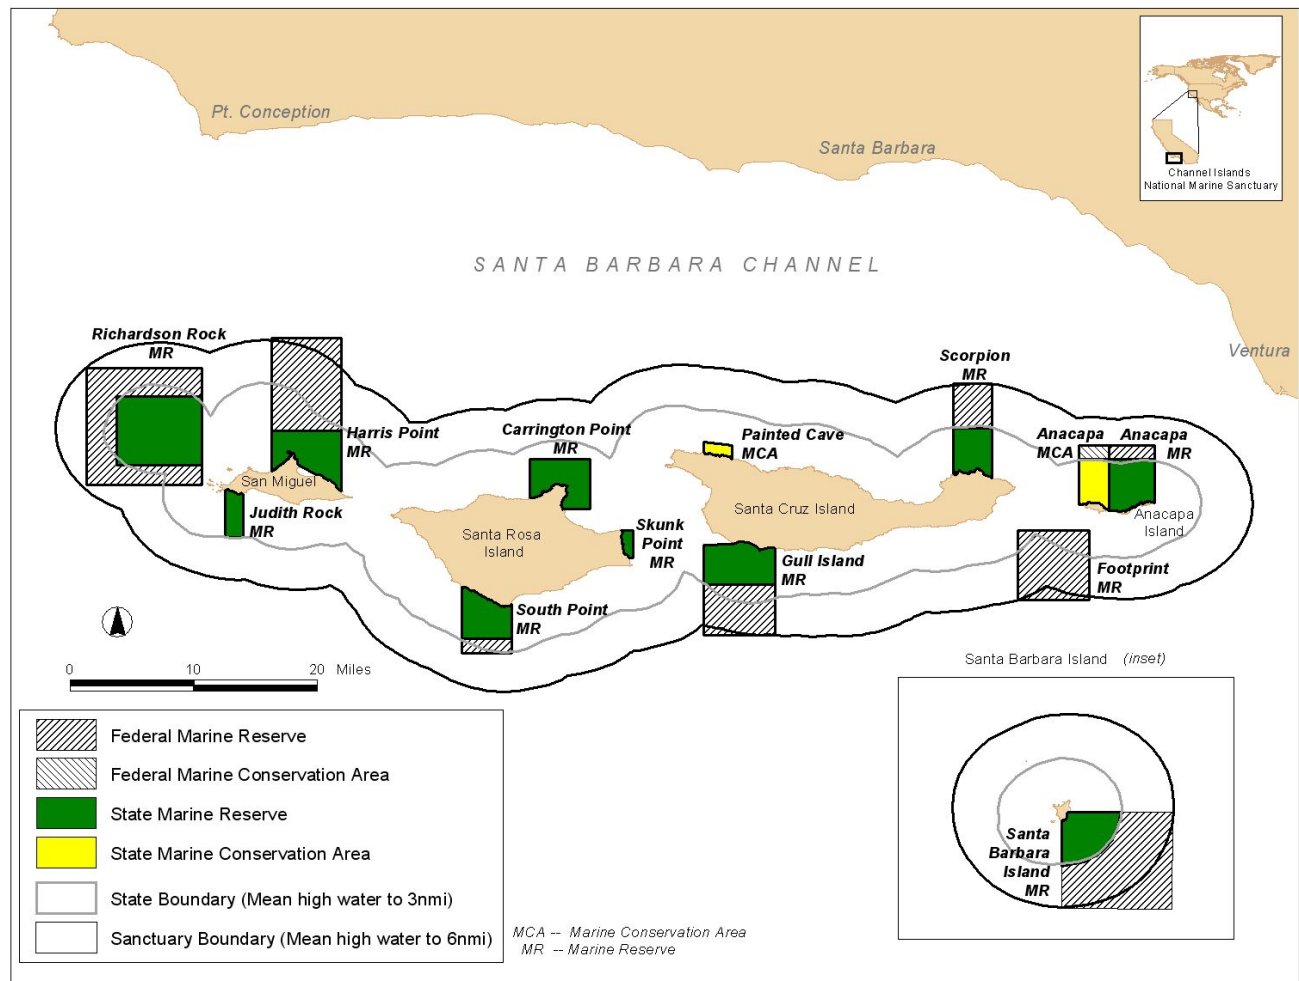 Pt. Conception
Santa Barbara
Channel Islands
National Marine Sanctuary
SANTA BARBARA CHANNEL
Ventura
Richardson Rock
MR
Harris Point
MR
San Miguel
Judith Rock
MR
Carrington Point
MR
Santa Rosa
Island
Skunk
Point
MR
South Point
MR
Painted Cave
MCA
Santa Cruz Island
Gull Island
MR
Scorpion
MR
Anacapa
MCA
Anacapa
MR
Anacapa
Island
Footprint
MR
0 10 20 Miles
Santa Barbara Island (inset)
Santa
Barbara
Island
MR
Federal Marine Reserve
Federal Marine Conservation Area
State Marine Reserve
State Marine Conservation Area
State Boundary (Mean high water to 3nmi)
Sanctuary Boundary (Mean high water to 6nmi)
MCA -- Marine Conservation Area
MR -- Marine Reserve